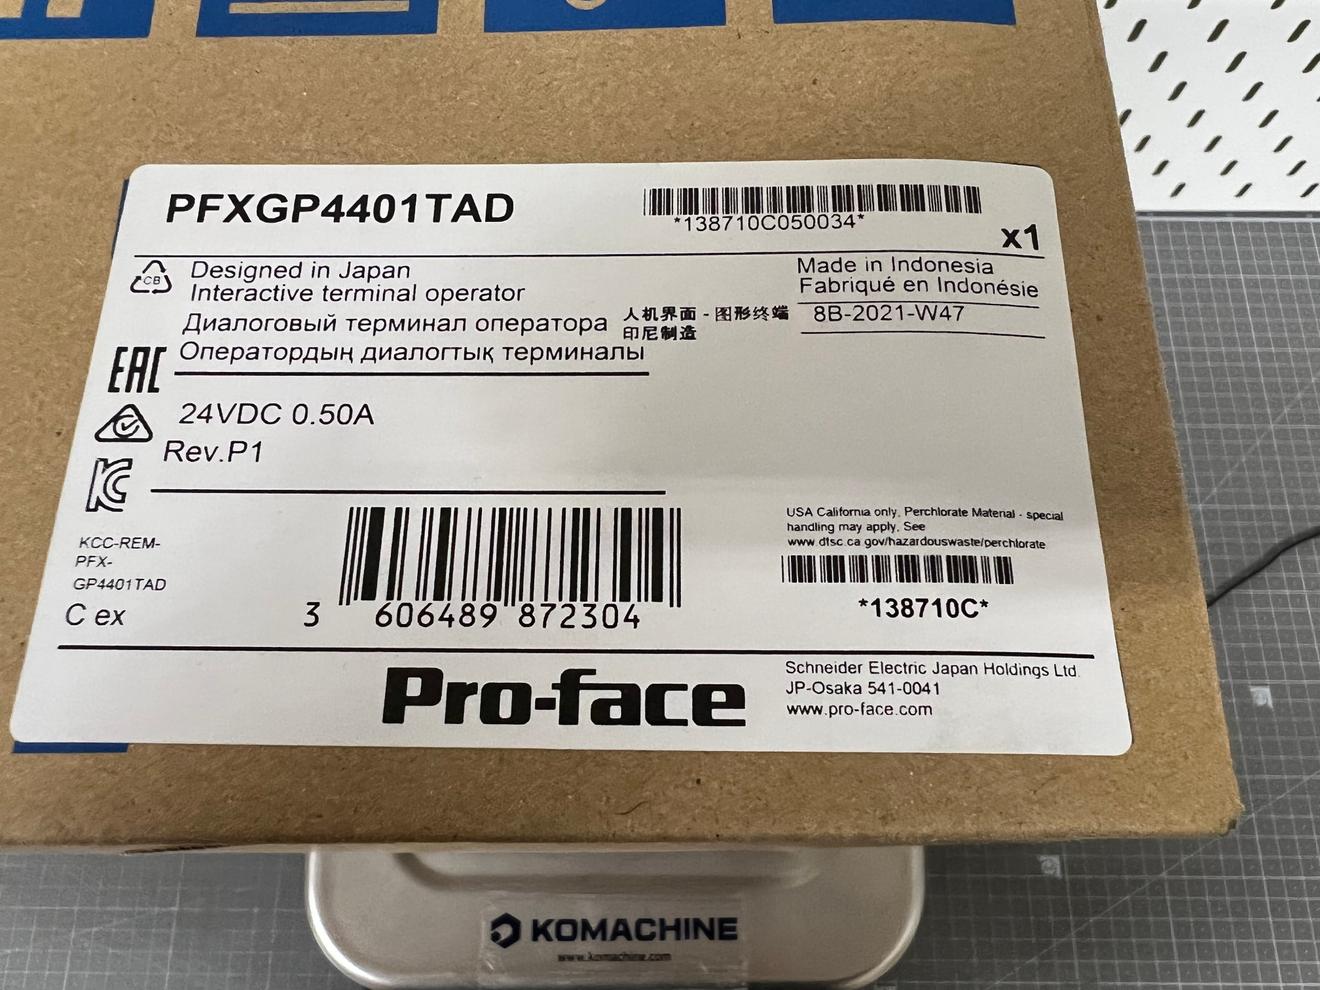 PFXGP4401TAD
*138710C050034*
x1
CB
Designed in Japan
Interactive terminal operator
Диалоговый терминал оператора
Оператордың диалогтық терминалы
人机界面 - 图形终端
印尼制造
Made in Indonesia
Fabriqué en Indonésie
8B-2021-W47
EAC
24VDC 0.50A
Rev.P1
KC
KCC-REM-
PFX-
GP4401TAD
C ex
3 606489 872304
USA California only, Perchlorate Material - special
handling may apply, See
www.dtsc.ca.gov/hazardouswaste/perchlorate
*138710C*
Pro-face
Schneider Electric Japan Holdings Ltd.
JP-Osaka 541-0041
www.pro-face.com
KOMACHINE
www.komachine.com